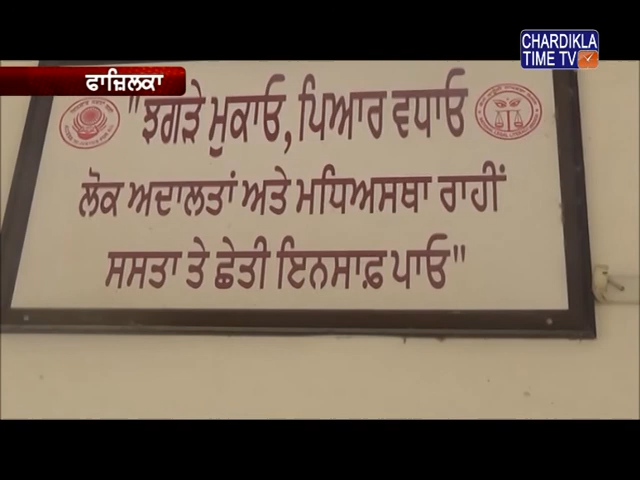 CHARDIKLA
TIME TV
ਫਾਜ਼ਿਲਕਾ
"ਝਗੜੇ ਮੁਕਾਓ, ਪਿਆਰ ਵਧਾਓ
ਲੋਕ ਅਦਾਲਤਾਂ ਅਤੇ ਮਧਿਅਸਥਾ ਰਾਹੀਂ
ਸਸਤਾ ਤੇ ਛੇਤੀ ਇਨਸਾਫ਼ ਪਾਓ"